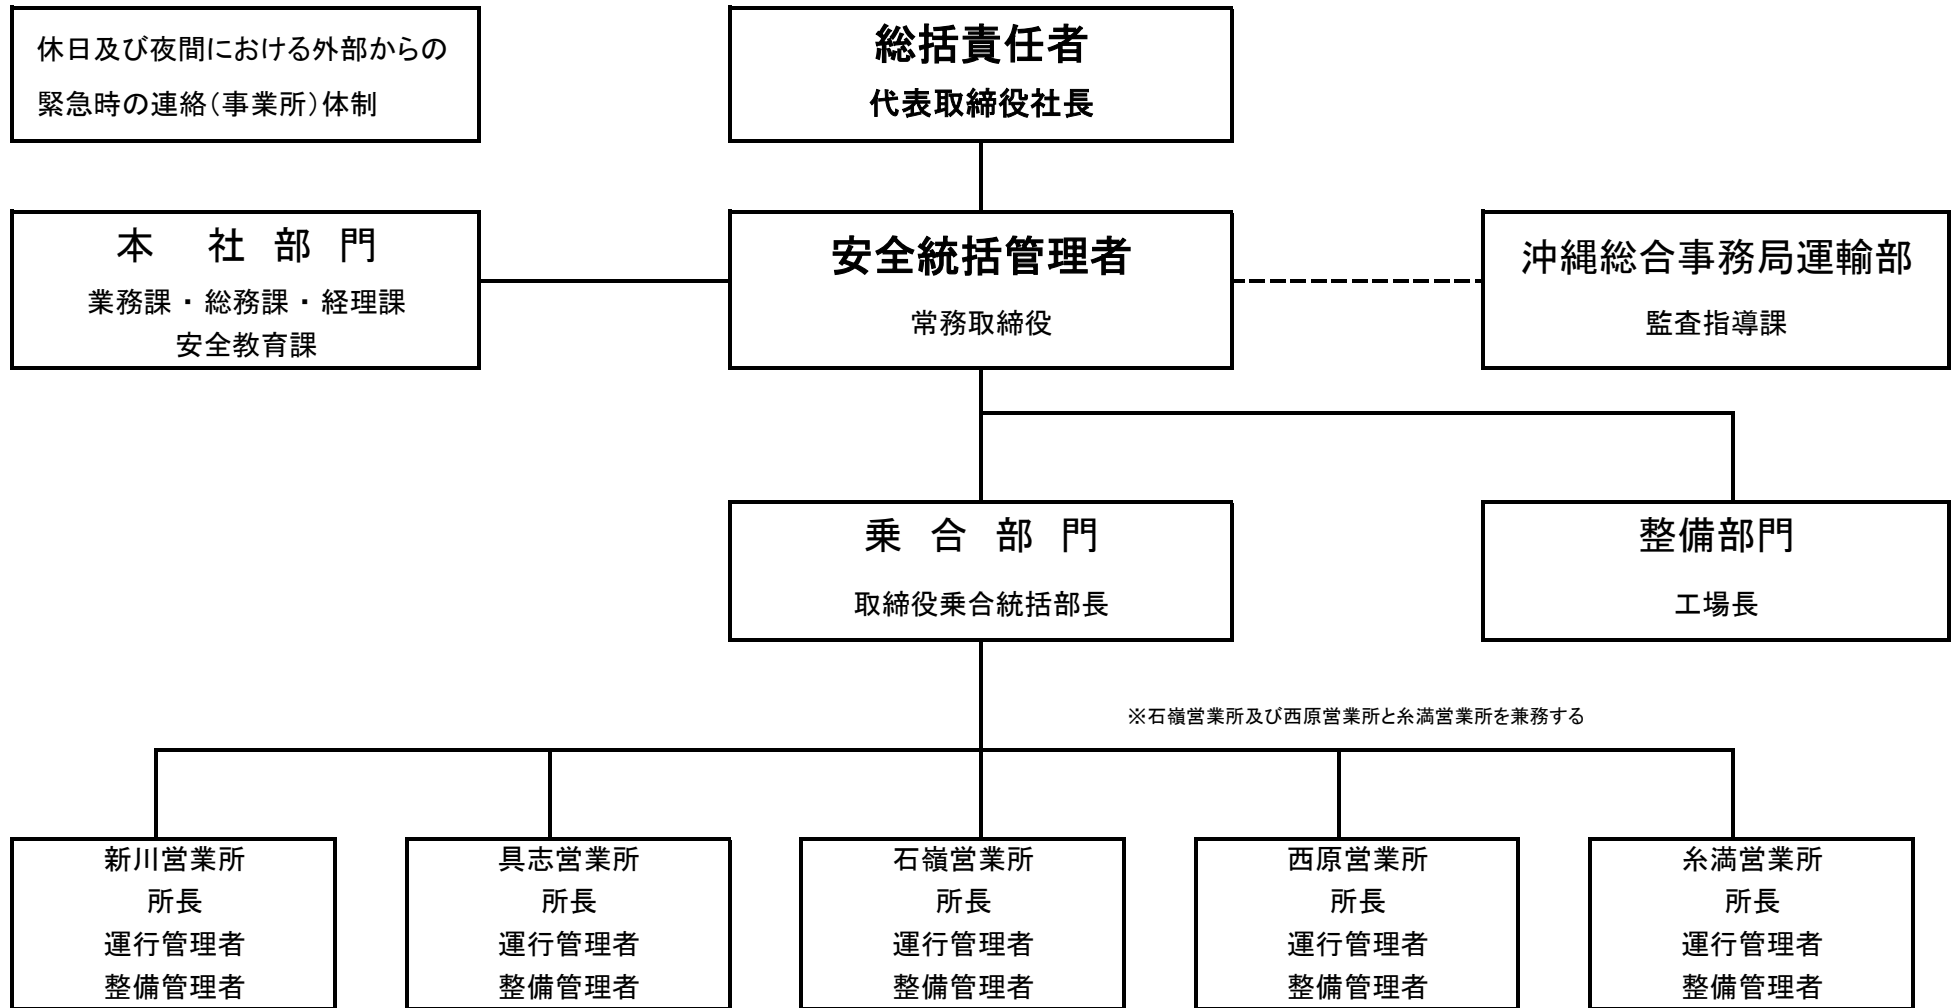 休日及び夜間における外部からの
緊急時の連絡（事業所）体制
総括責任者
代表取締役社長
本　社 部 門
業務課・総務課・経理課
安全教育課
安全統括管理者
常務取締役
沖縄総合事務局運輸部
監査指導課
乗 合 部 門
取締役乗合統括部長
整備部門
工場長
※石嶺営業所及び西原営業所と糸満営業所を兼務する
新川営業所
所長
運行管理者
整備管理者
具志営業所
所長
運行管理者
整備管理者
石嶺営業所
所長
運行管理者
整備管理者
西原営業所
所長
運行管理者
整備管理者
糸満営業所
所長
運行管理者
整備管理者